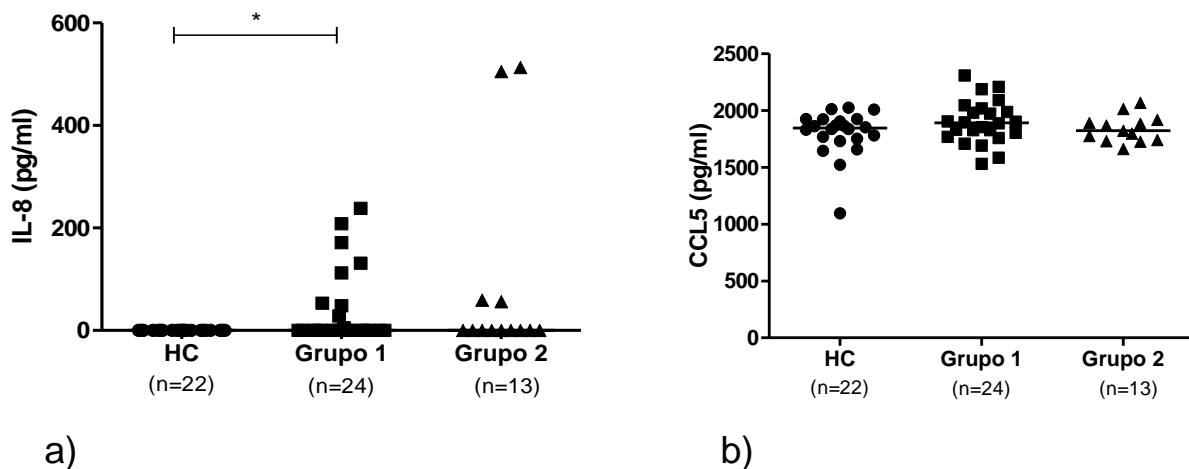 600
400
200
0
IL-8 (pg/ml)
*
HC
Grupo 1
Grupo 2
(n=22)
(n=24)
(n=13)
a)
2500
2000
1500
1000
500
0
CCL5 (pg/ml)
HC
Grupo 1
Grupo 2
(n=22)
(n=24)
(n=13)
b)